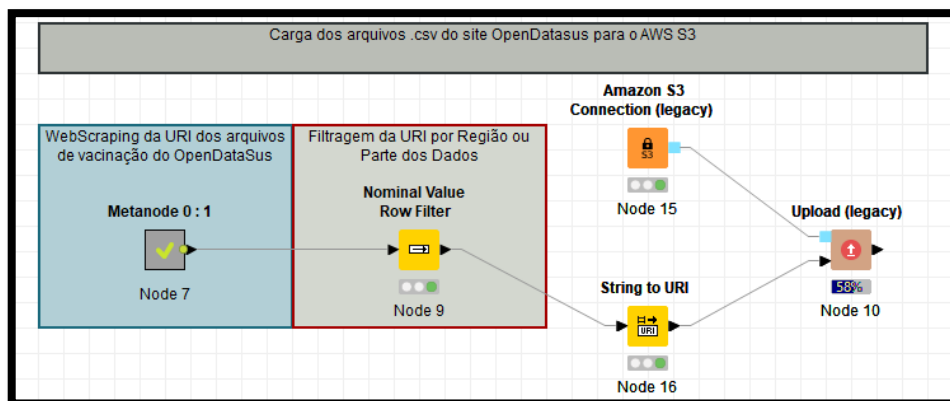 Carga dos arquivos .csv do site OpenDatasus para o AWS S3
WebScraping da URI dos arquivos
de vacinação do OpenDataSus
Filtragem da URI por Região ou
Parte dos Dados
Metanode 0 : 1
Node 7
Nominal Value
Row Filter
Node 9
Amazon S3
Connection (legacy)
S3
Node 15
String to URI
URI
Node 16
Upload (legacy)
58%
Node 10